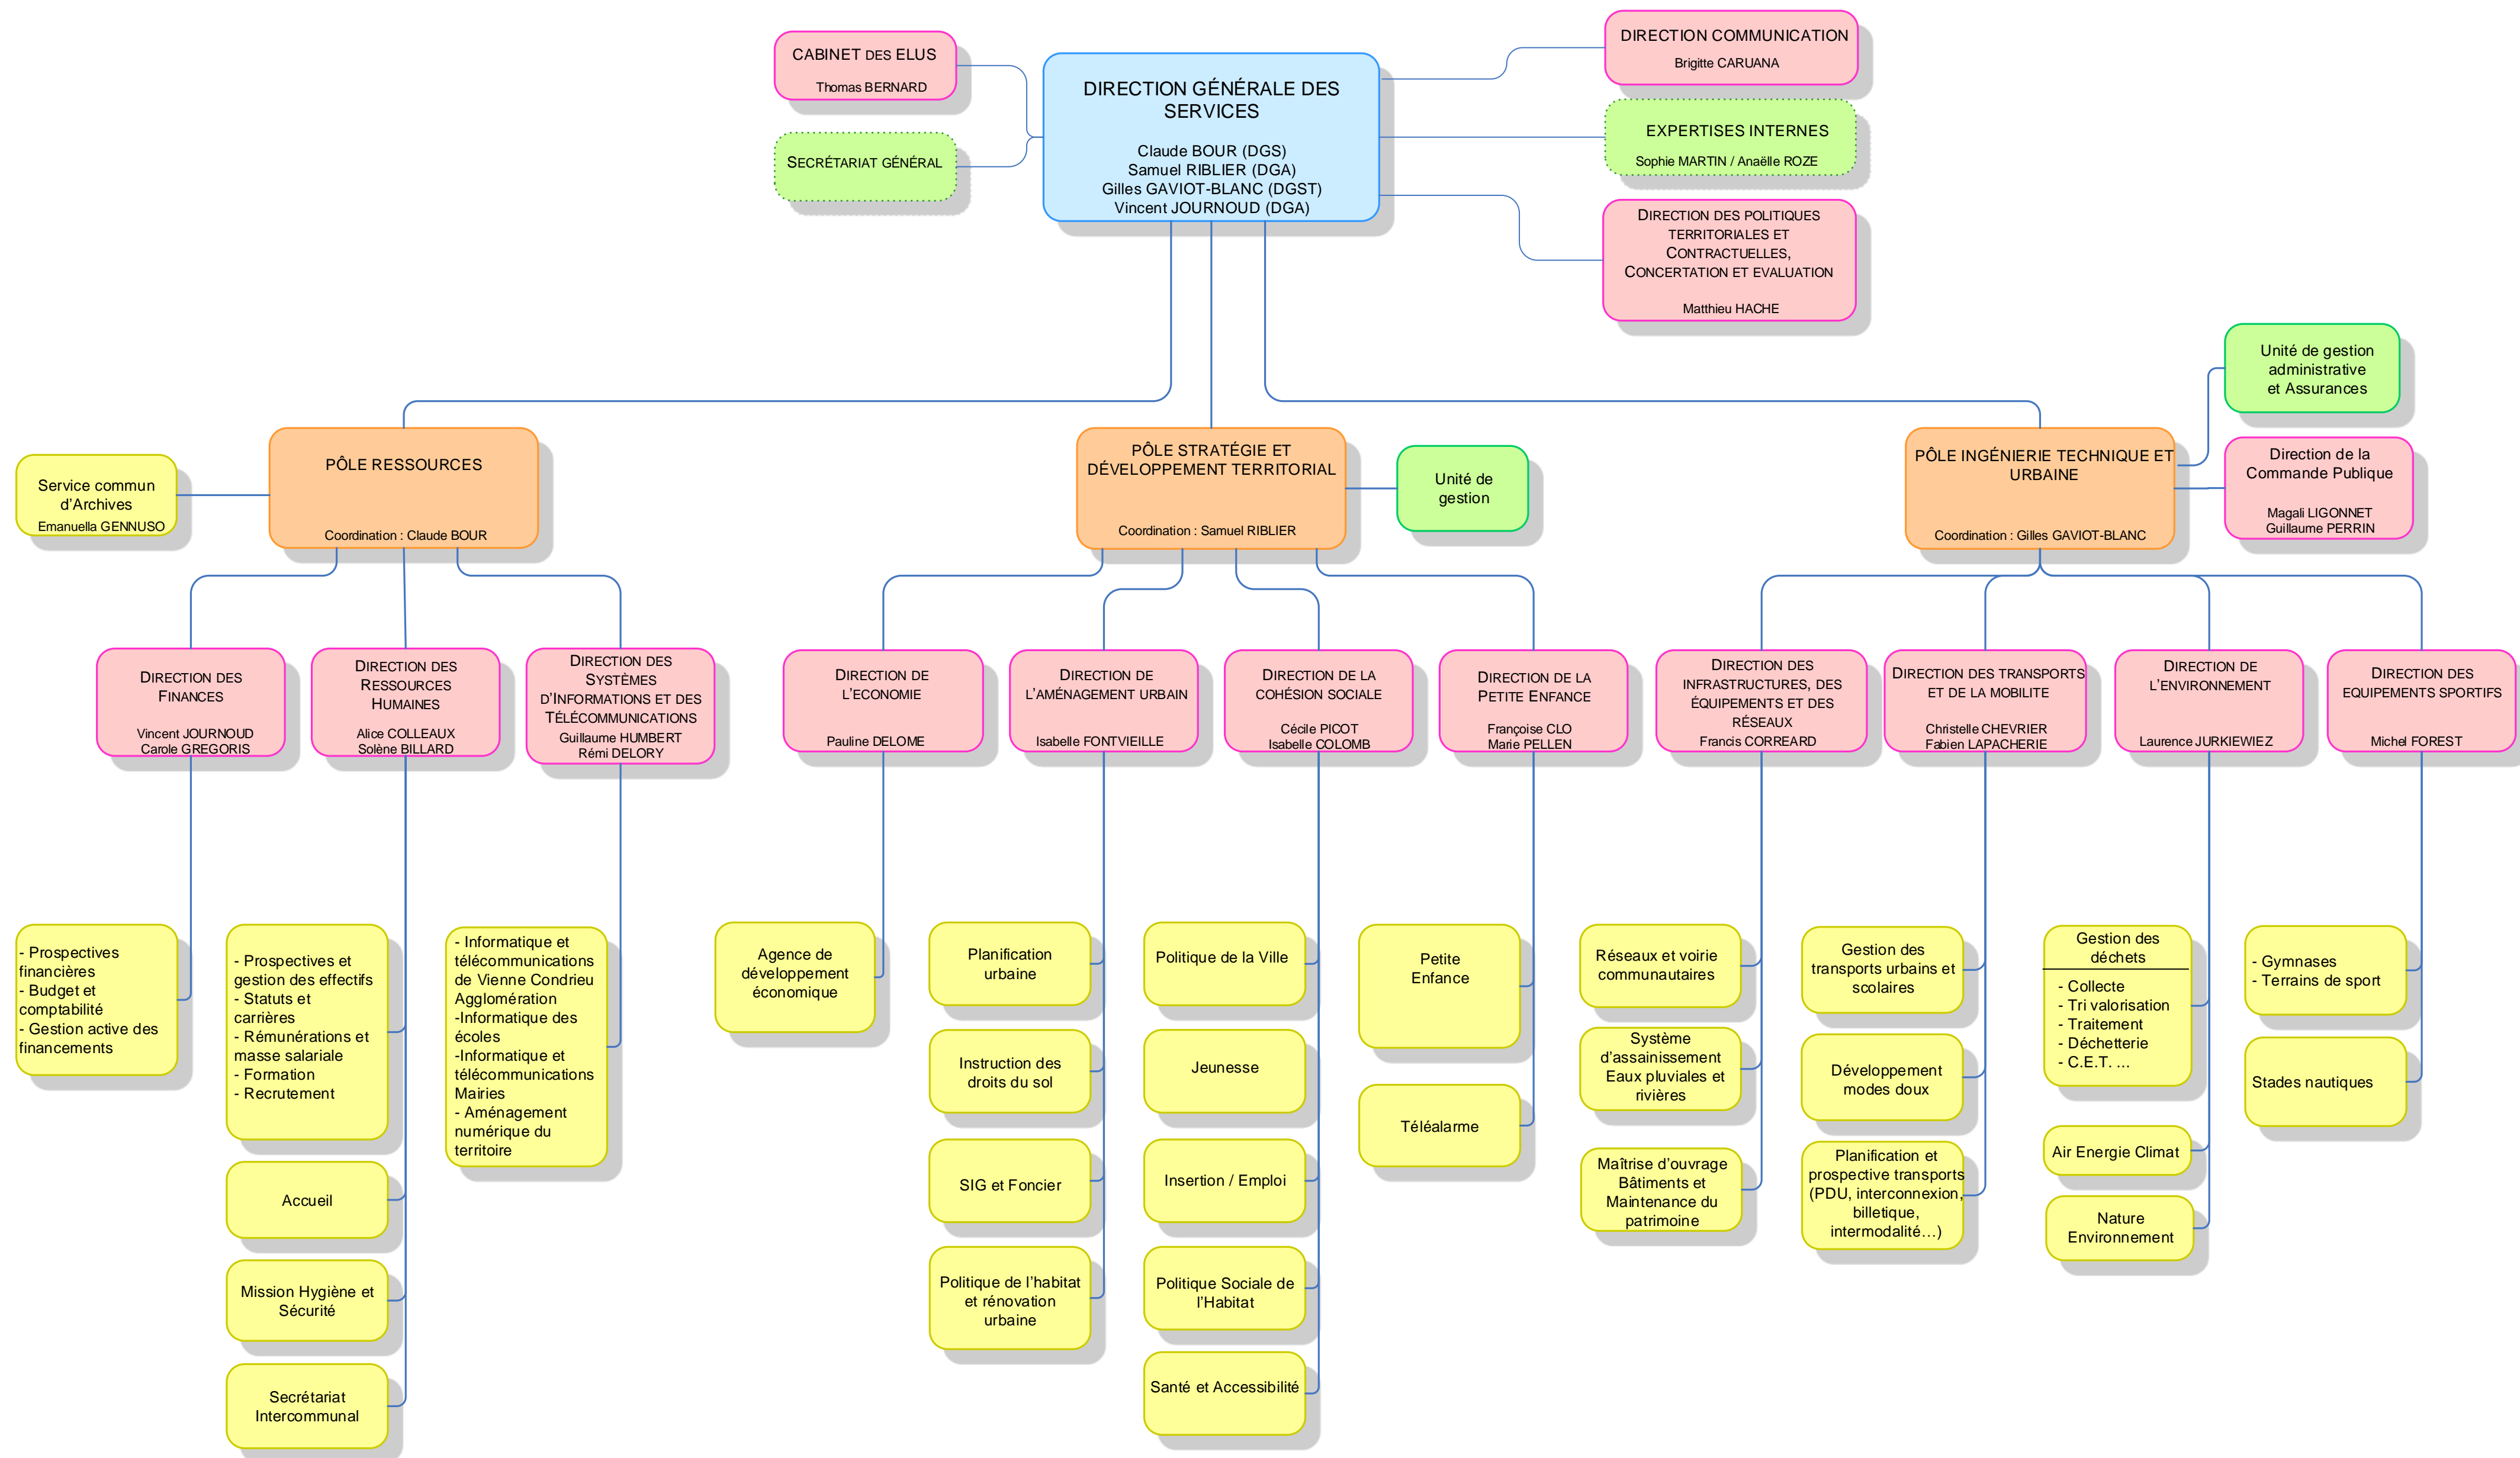 CABINET DES ELUS
Thomas BERNARD
SECRÉTARIAT GÉNÉRAL
DIRECTION GÉNÉRALE DES
SERVICES
Claude BOUR (DGS)
Samuel RIBLIER (DGA)
Gilles GAVIOT-BLANC (DGST)
Vincent JOURNOUD (DGA)
DIRECTION COMMUNICATION
Brigitte CARUANA
EXPERTISES INTERNES
Sophie MARTIN / Anaëlle ROZE
DIRECTION DES POLITIQUES
TERRITORIALES ET
CONTRACTUELLES,
CONCERTATION ET EVALUATION
Matthieu HACHE
Unité de gestion
administrative
et Assurances
Service commun
d'Archives
Emanuella GENNUSO
PÔLE RESSOURCES
Coordination : Claude BOUR
PÔLE STRATÉGIE ET
DÉVELOPPEMENT TERRITORIAL
Coordination : Samuel RIBLIER
Unité de
gestion
PÔLE INGÉNIERIE TECHNIQUE ET
URBAINE
Coordination : Gilles GAVIOT-BLANC
Direction de la
Commande Publique
Magali LIGONNET
Guillaume PERRIN
DIRECTION DES
FINANCES
Vincent JOURNOUD
Carole GREGORIS
DIRECTION DES
RESSOURCES
HUMAINES
Alice COLLEAUX
Solène BILLARD
DIRECTION DES
SYSTÈMES
D'INFORMATIONS ET DES
TÉLÉCOMMUNICATIONS
Guillaume HUMBERT
Rémi DELORY
DIRECTION DE
L'ECONOMIE
Pauline DELOME
DIRECTION DE
L'AMÉNAGEMENT URBAIN
Isabelle FONTVIEILLE
DIRECTION DE LA
COHÉSION SOCIALE
Cécile PICOT
Isabelle COLOMB
DIRECTION DE LA
PETITE ENFANCE
Françoise CLO
Marie PELLEN
DIRECTION DES
INFRASTRUCTURES, DES
ÉQUIPEMENTS ET DES
RÉSEAUX
Francis CORREARD
DIRECTION DES TRANSPORTS
ET DE LA MOBILITE
Christelle CHEVRIER
Fabien LAPACHERIE
DIRECTION DE
L'ENVIRONNEMENT
Laurence JURKIEWIEZ
DIRECTION DES
EQUIPEMENTS SPORTIFS
Michel FOREST
- Prospectives
financières
- Budget et
comptabilité
- Gestion active des
financements
- Prospectives et
gestion des effectifs
- Statuts et
carrières
- Rémunérations et
masse salariale
- Formation
- Recrutement
Accueil
Mission Hygiène et
Sécurité
Secrétariat
Intercommunal
- Informatique et
télécommunications
de Vienne Condrieu
Agglomération
-Informatique des
écoles
-Informatique et
télécommunications
Mairies
- Aménagement
numérique du
territoire
Agence de
développement
économique
Planification
urbaine
Instruction des
droits du sol
SIG et Foncier
Politique de l'habitat
et rénovation
urbaine
Politique de la Ville
Jeunesse
Insertion / Emploi
Politique Sociale de
l'Habitat
Santé et Accessibilité
Petite
Enfance
Téléalarme
Réseaux et voirie
communautaires
Système
d'assainissement
Eaux pluviales et
rivières
Maîtrise d'ouvrage
Bâtiments et
Maintenance du
patrimoine
Gestion des
transports urbains et
scolaires
Développement
modes doux
Planification et
prospective transports
(PDU, interconnexion,
billetique,
intermodalité…)
Gestion des
déchets
- Collecte
- Tri valorisation
- Traitement
- Déchetterie
- C.E.T. ...
Air Energie Climat
Nature
Environnement
- Gymnases
- Terrains de sport
Stades nautiques